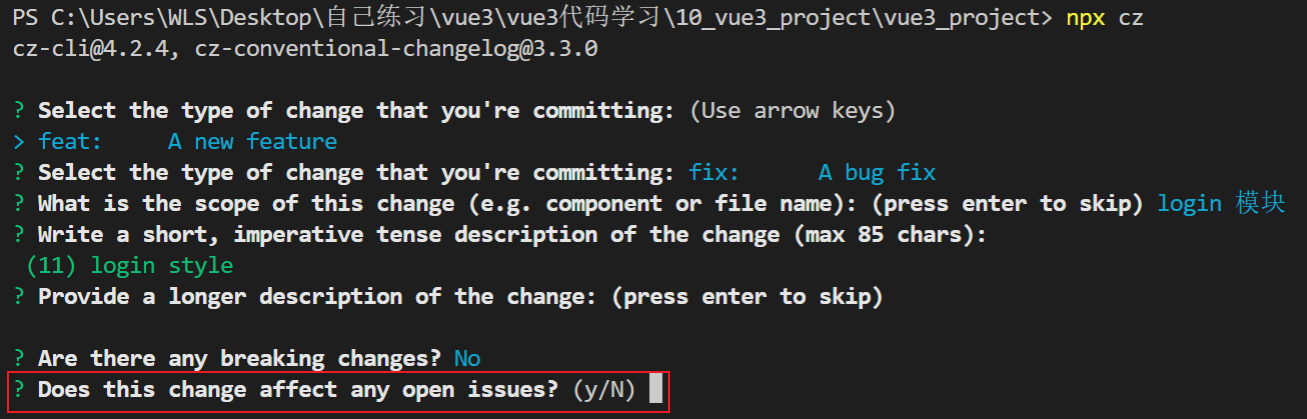 PS C:\Users\WLS\Desktop\自己练习\vue3\vue3代码学习\10_vue3_project\vue3_project> npx cz
cz-cli@4.2.4, cz-conventional-changelog@3.3.0
? Select the type of change that you're committing: (Use arrow keys)
> feat:     A new feature
? Select the type of change that you're committing: fix:      A bug fix
? What is the scope of this change (e.g. component or file name): (press enter to skip) login 模块
? Write a short, imperative tense description of the change (max 85 chars):
(11) login style
? Provide a longer description of the change: (press enter to skip)
? Are there any breaking changes? No
? Does this change affect any open issues? (y/N)